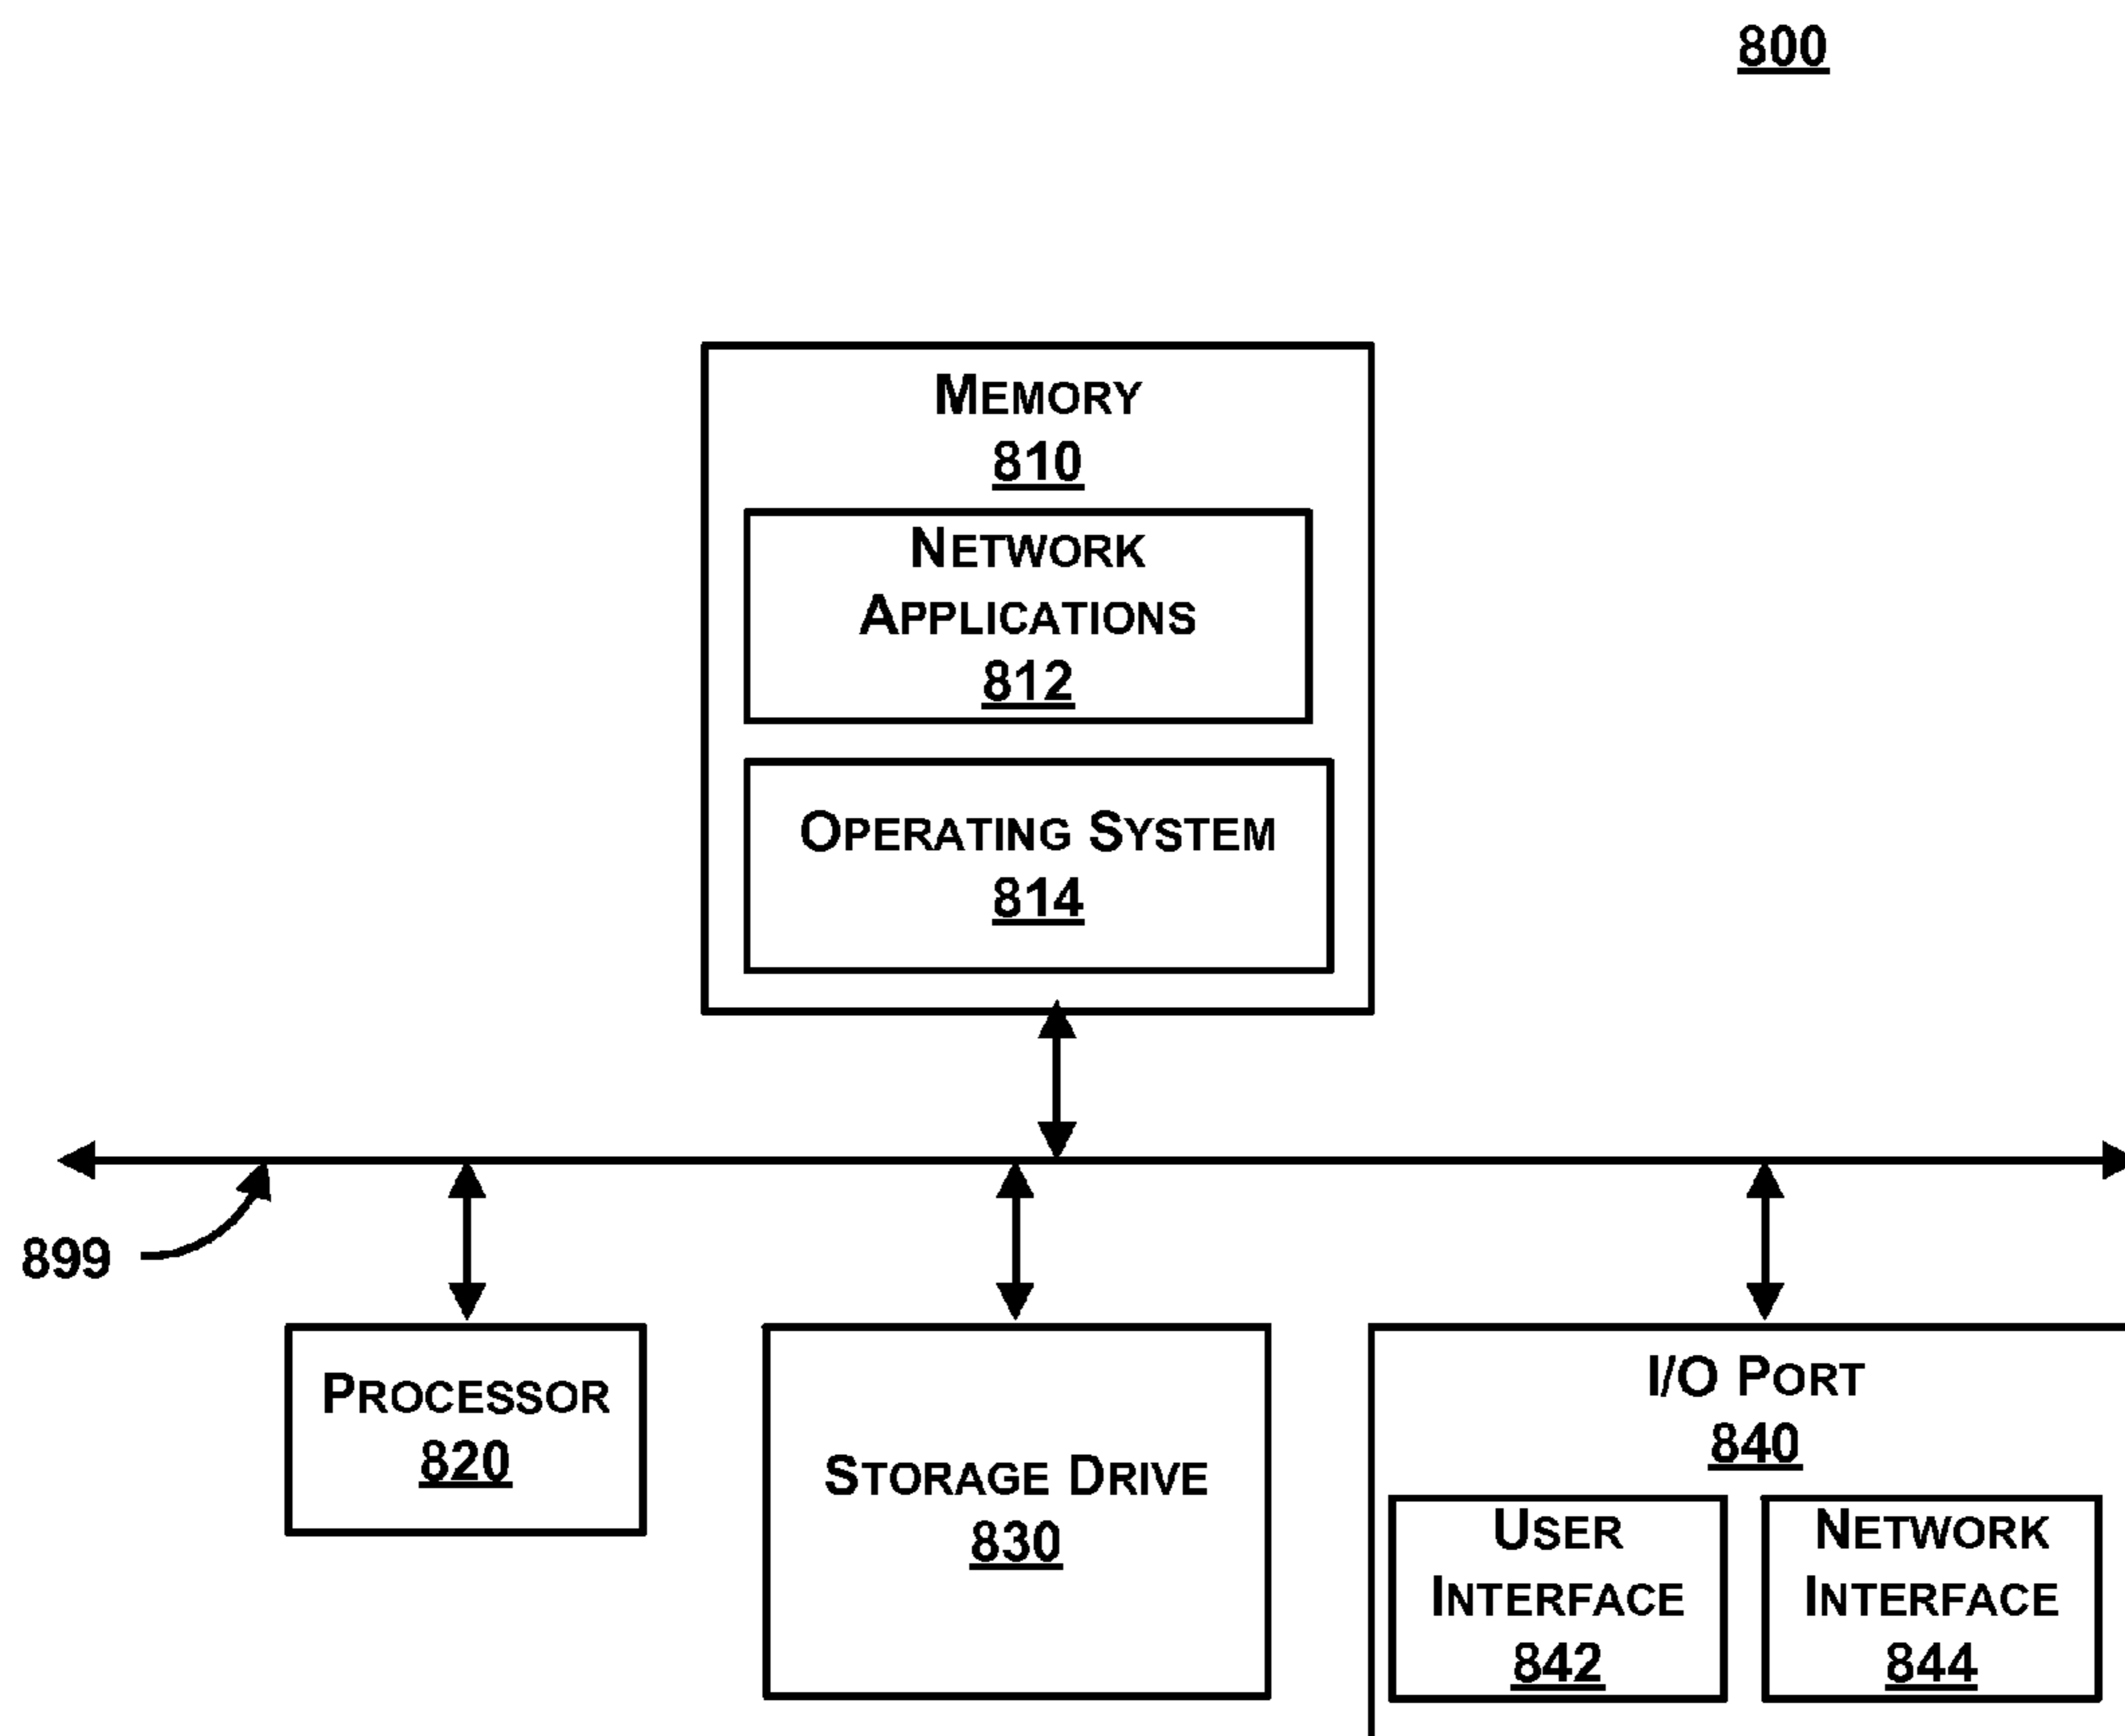 800
MEMORY
810
NETWORK
APPLICATIONS
812
OPERATING SYSTEM
814
899
PROCESSOR
820
STORAGE DRIVE
830
I/O PORT
840
USER
INTERFACE
842
NETWORK
INTERFACE
844